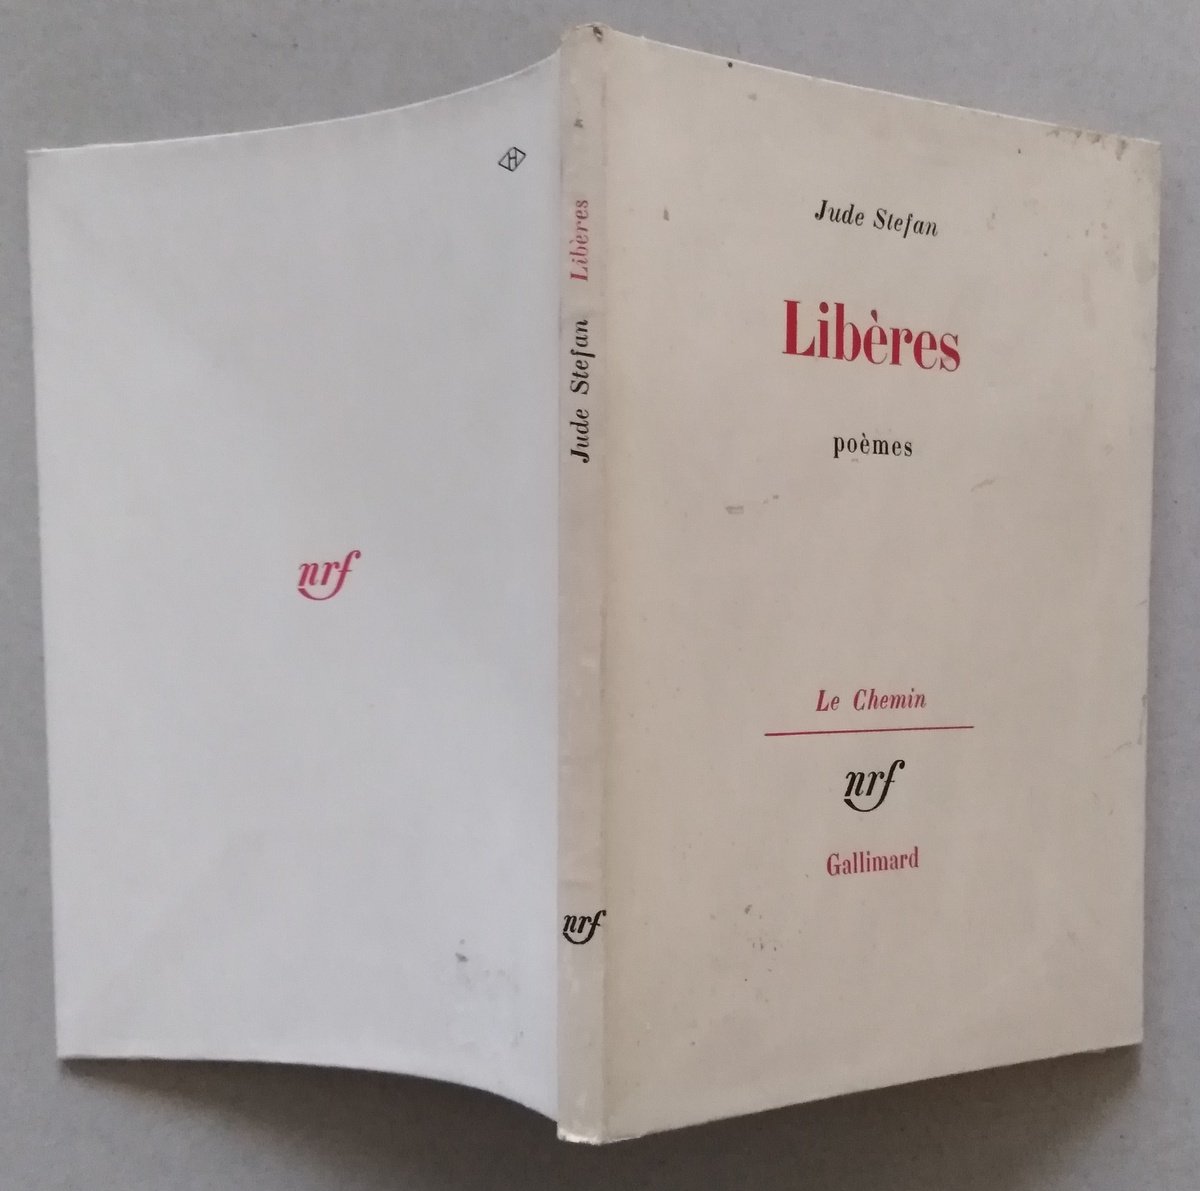 H
nrf
Jude Stefan Libères
nrf
Jude Stefan
Libères
poèmes
Le Chemin
nrf
Gallimard